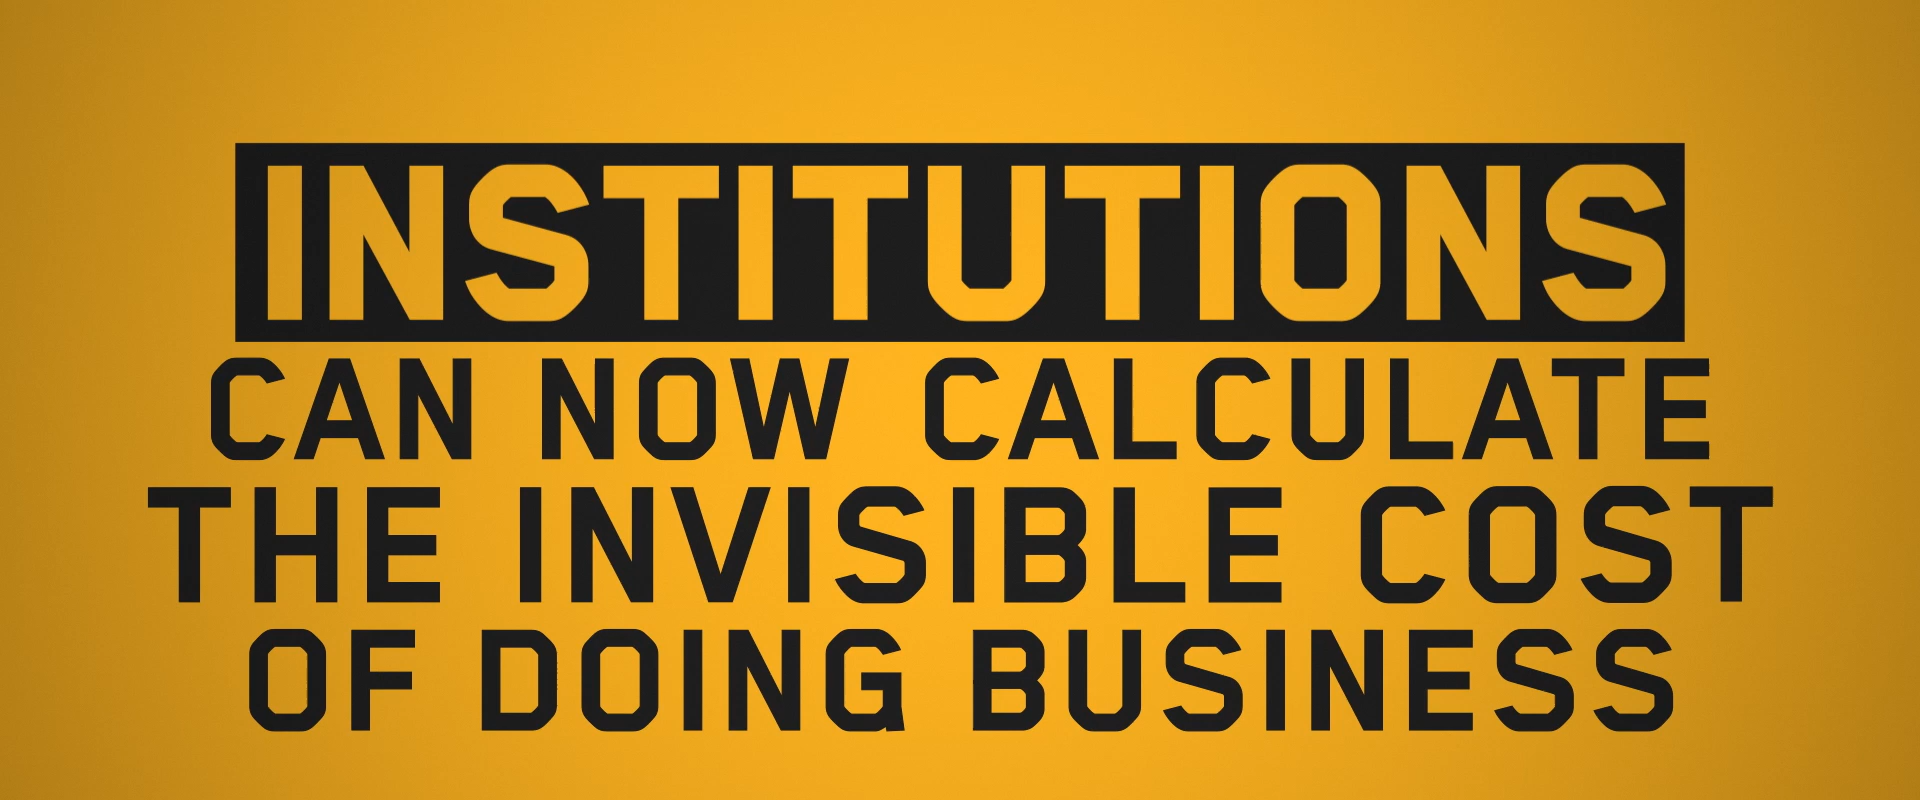 INSTITUTIONS
CAN NOW CALCULATE
THE INVISIBLE COST
OF DOING BUSINESS